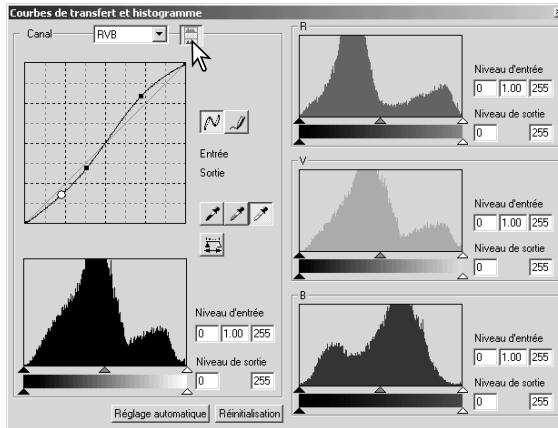 Courbes de transfert et histogramme
Canal
RVB
Entrée
Sortie
Niveau d'entrée
0 1.00 255
Niveau de sortie
0 255
Réglage automatique
Réinitialisation
R
Niveau d'entrée
0 1.00 255
Niveau de sortie
0 255
V
Niveau d'entrée
0 1.00 255
Niveau de sortie
0 255
B
Niveau d'entrée
0 1.00 255
Niveau de sortie
0 255